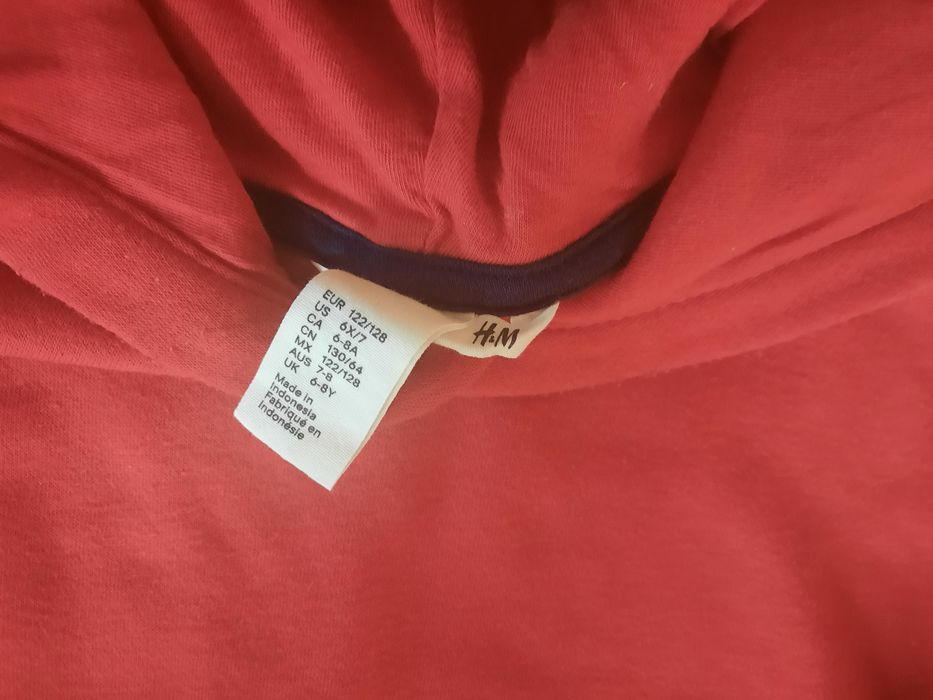 EUR 122/128
US 6X/7
CA 6-8A
CN 130/64
MX 122/128
AUS 7-8
UK 6-8Y
Made in
Indonesia
Fabriqué en
Indonésie
H&M